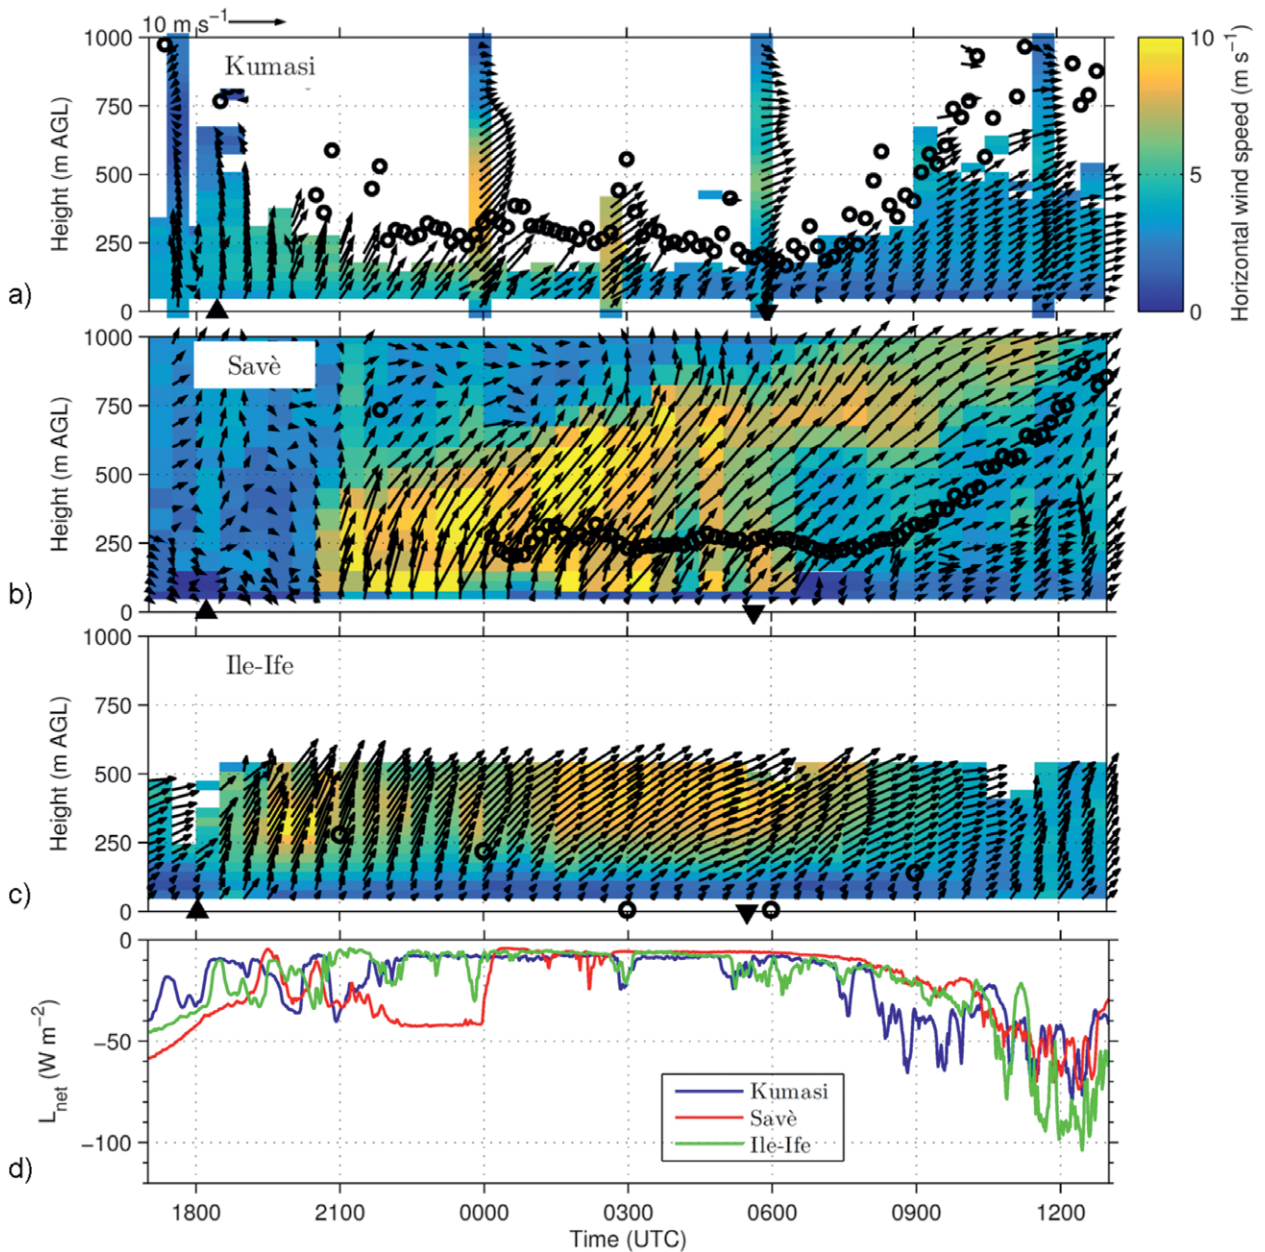 10 m s⁻¹
Kumasi
1000
750
500
250
0
Height (m AGL)
a)
10
5
0
Horizontal wind speed (m s⁻¹)
Savè
1000
750
500
250
0
Height (m AGL)
b)
Ile-Ife
1000
750
500
250
0
Height (m AGL)
c)
0
−50
−100
L_net (W m⁻²)
d)
Kumasi
Savè
Ile-Ife
1800 2100 0000 0300 0600 0900 1200
Time (UTC)